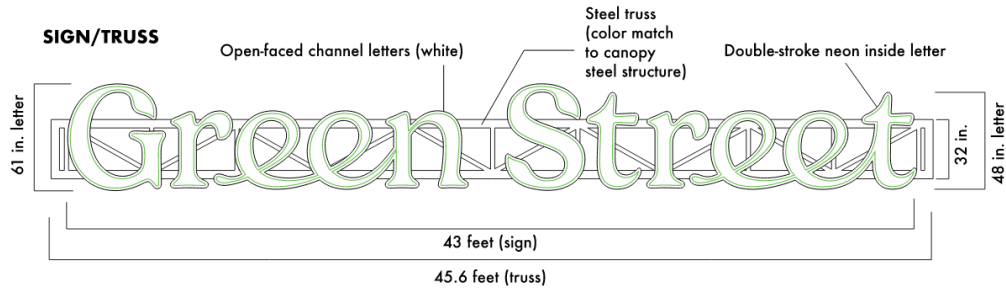 SIGN/TRUSS
Open-faced channel letters (white)
Steel truss
(color match
to canopy
steel structure)
Double-stroke neon inside letter
61 in. letter
Green Street
32 in.
48 in. letter
43 feet (sign)
45.6 feet (truss)